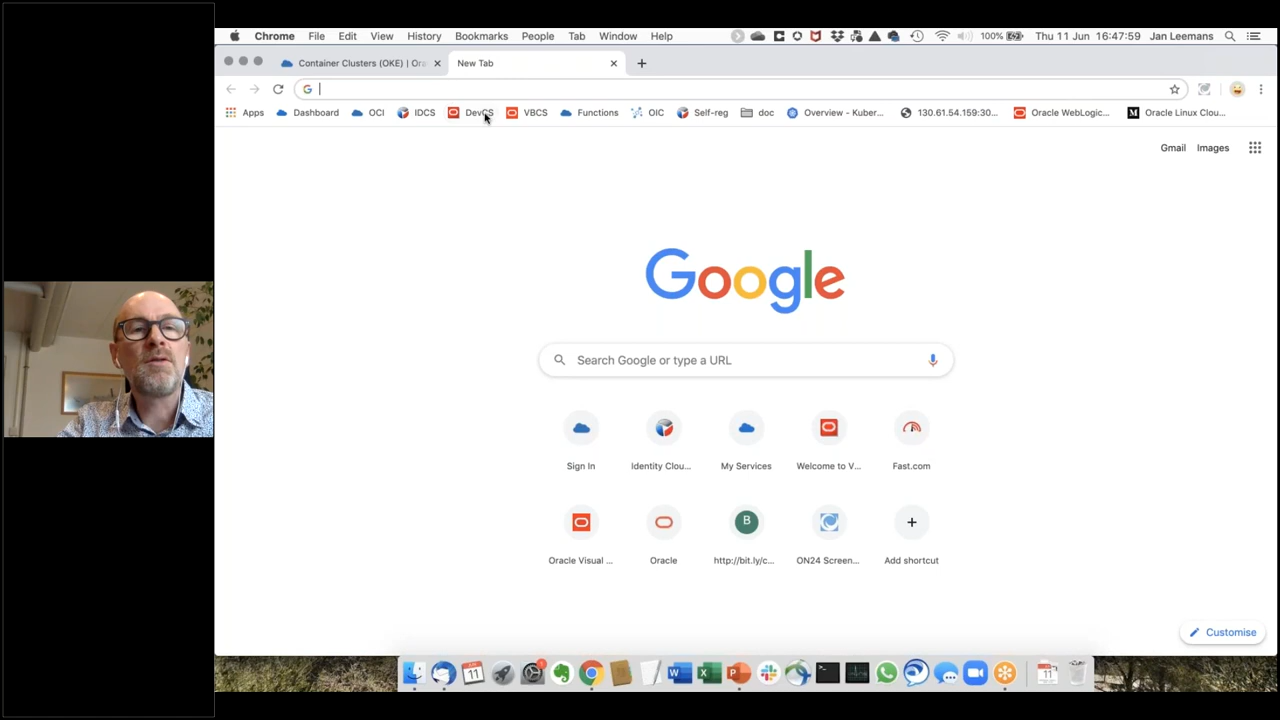 Chrome File Edit View History Bookmarks People Tab Window Help 100% Thu 11 Jun 16:47:59 Jan Leemans
Container Clusters (OKE) | Ora New Tab
Apps Dashboard OCI IDCS DevCS VBCS Functions OIC Self-reg doc Overview - Kuber... 130.61.54.159:30... Oracle WebLogic... M Oracle Linux Clou...
Gmail Images
Google
Search Google or type a URL
Sign In Identity Clou... My Services Welcome to V... Fast.com
B
Oracle Visual ... Oracle http://bit.ly/c... ON24 Screen... Add shortcut
Customise